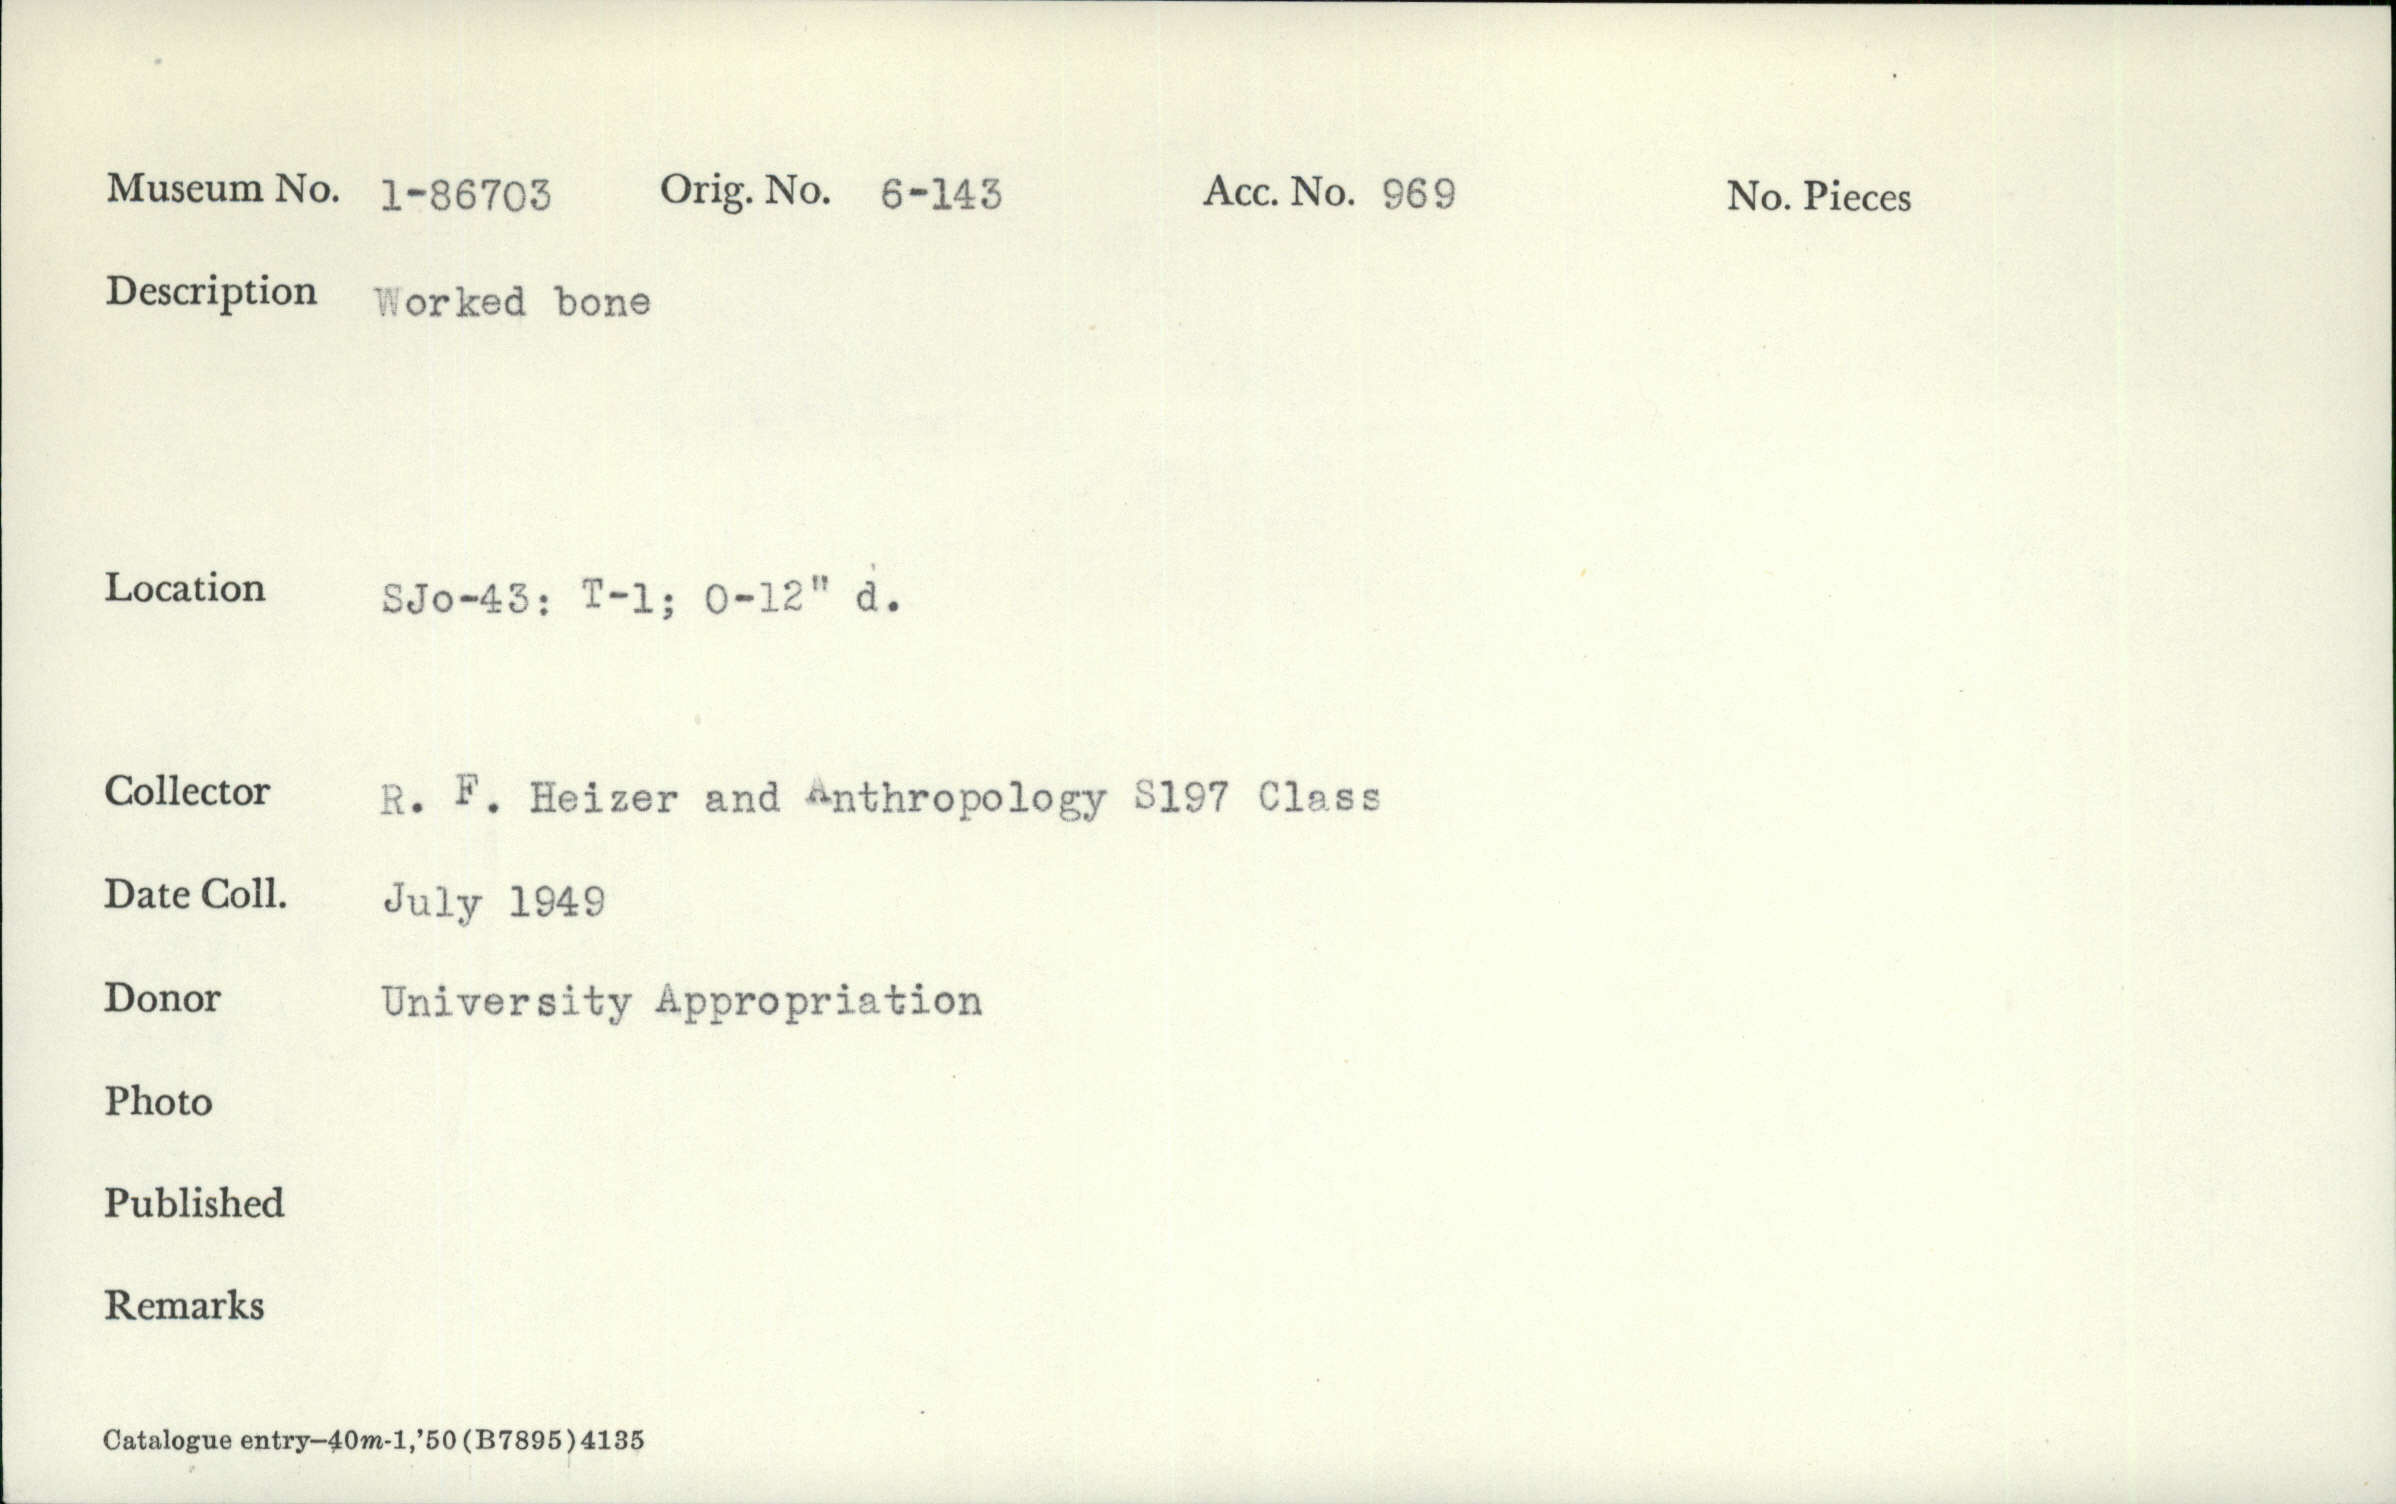 Museum No. 1-86703 Orig. No. 6-143 Acc. No. 969 No. Pieces
Description Worked bone
Location SJo-43: T-1; 0-12" d.
Collector R. F. Heizer and Anthropology S197 Class
Date Coll. July 1949
Donor University Appropriation
Photo
Published
Remarks
Catalogue entry–40m-1,'50(B7895)4135